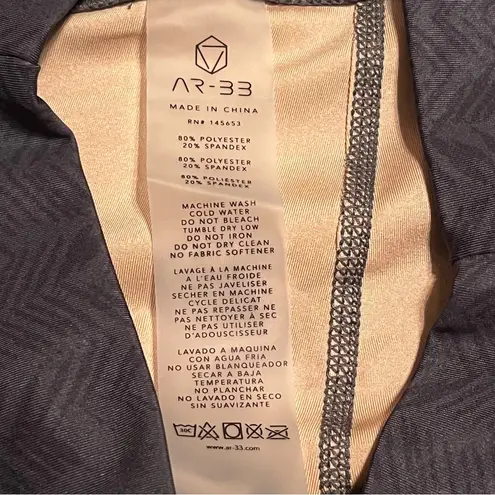 AR-33
MADE IN CHINA
RN# 145653
80% POLYESTER
20% SPANDEX
80% POLYESTER
20% SPANDEX
80% POLIÉSTER
20% SPANDEX
MACHINE WASH
COLD WATER
DO NOT BLEACH
TUMBLE DRY LOW
DO NOT IRON
DO NOT DRY CLEAN
NO FABRIC SOFTENER
LAVAGE À LA MACHINE
A L'EAU FROIDE
NE PAS JAVELISER
SECHER EN MACHINE
CYCLE DELICAT
NE PAS REPASSER NE
PAS NETTOYER À SEC
NE PAS UTILISER
D'ADOUCISSEUR
LAVADO A MAQUINA
CON AGUA FRIA
NO USAR BLANQUEADOR
SECAR A BAJA
TEMPERATURA
NO PLANCHAR
NO LAVADO EN SECO
SIN SUAVIZANTE
30C
www.ar-33.com